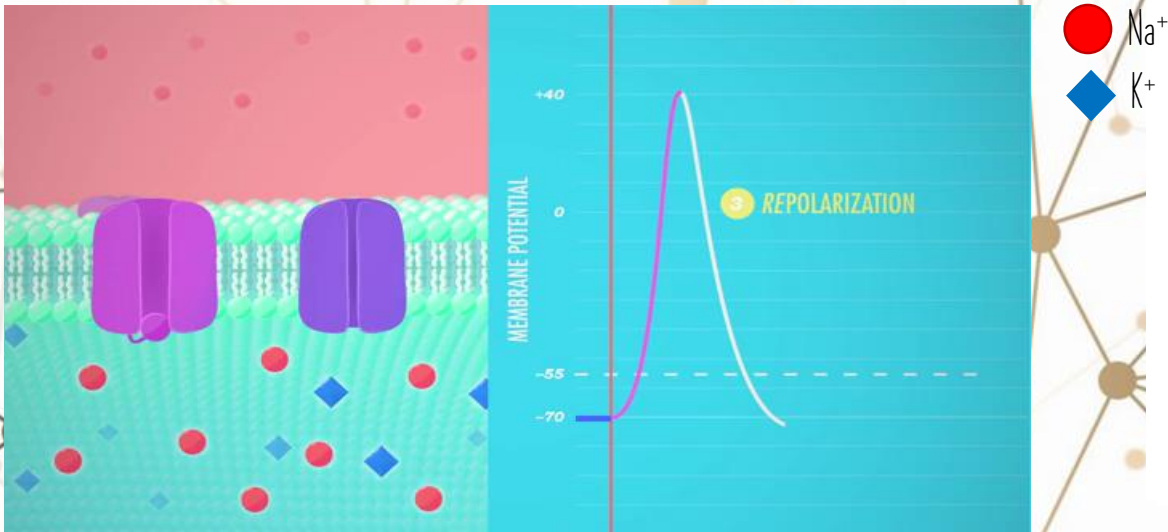 Na⁺
K⁺
+40
0
-55
-70
MEMBRANE POTENTIAL
3 REPOLARIZATION